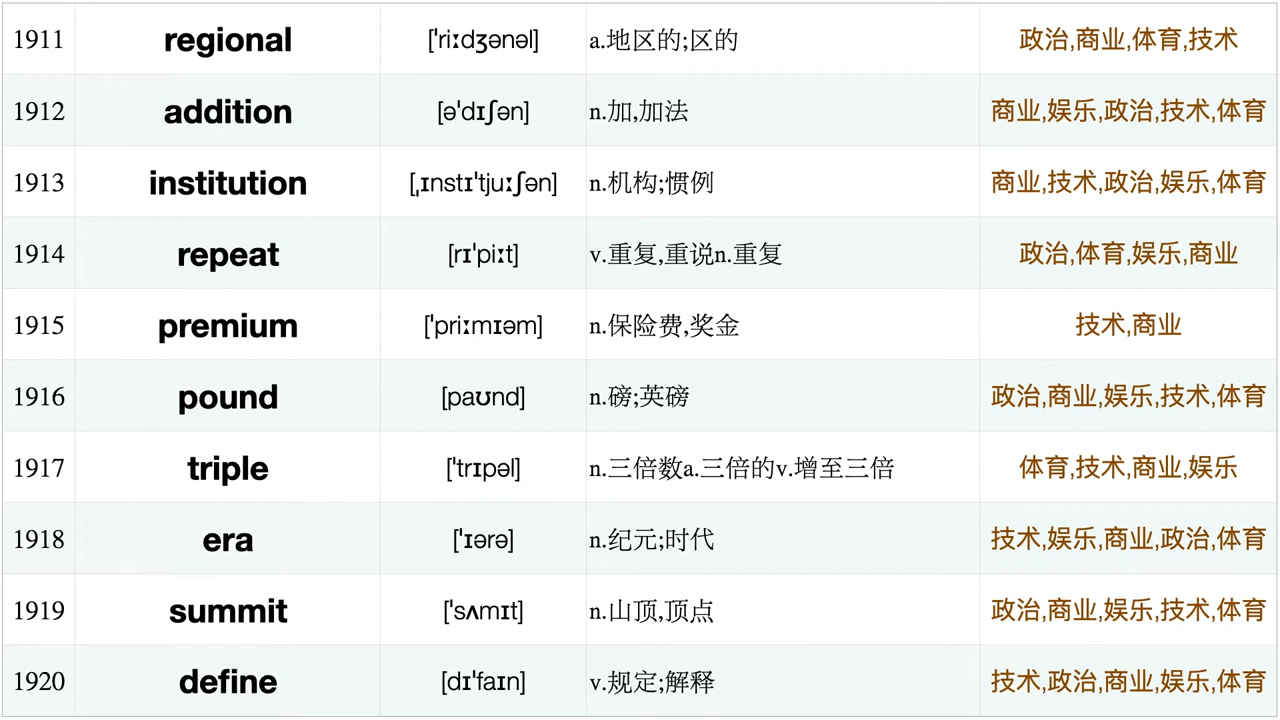 1911 regional ['riːdʒənəl] a.地区的;区的 政治,商业,体育,技术
1912 addition [ə'dɪʃən] n.加,加法 商业,娱乐,政治,技术,体育
1913 institution [ˌɪnstɪ'tjuːʃən] n.机构;惯例 商业,技术,政治,娱乐,体育
1914 repeat [rɪ'piːt] v.重复,重说n.重复 政治,体育,娱乐,商业
1915 premium ['priːmɪəm] n.保险费,奖金 技术,商业
1916 pound [paʊnd] n.磅;英磅 政治,商业,娱乐,技术,体育
1917 triple ['trɪpəl] n.三倍数a.三倍的v.增至三倍 体育,技术,商业,娱乐
1918 era ['ɪərə] n.纪元;时代 技术,娱乐,商业,政治,体育
1919 summit ['sʌmɪt] n.山顶,顶点 政治,商业,娱乐,技术,体育
1920 define [dɪ'faɪn] v.规定;解释 技术,政治,商业,娱乐,体育